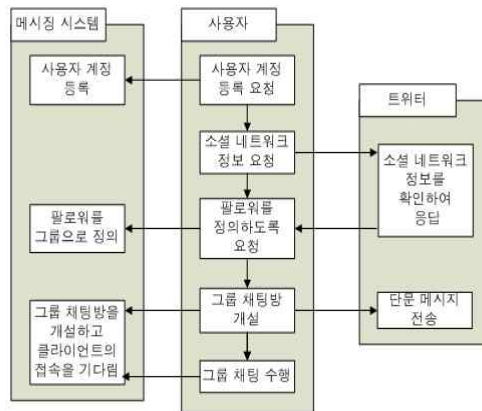 메시징 시스템
사용자 계정
등록
팔로워를
그룹으로 정의
그룹 채팅방을
개설하고
클라이언트의
접속을 기다림
사용자
사용자 계정
등록 요청
소셜 네트워크
정보 요청
팔로워를
정의하도록
요청
그룹 채팅방
개설
그룹 채팅 수행
트위터
소셜 네트워크
정보를
확인하여
응답
단문 메시지
전송